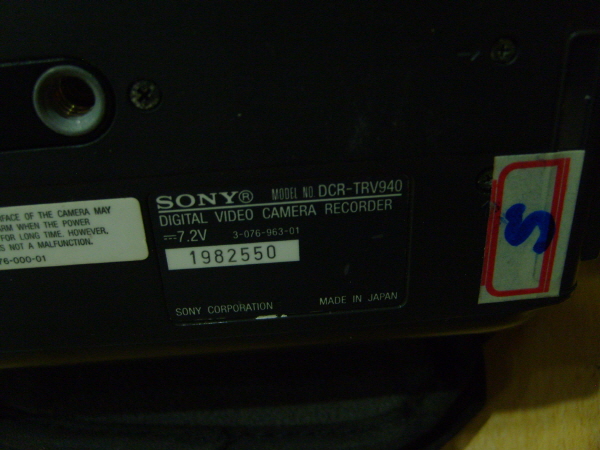 FACE OF THE CAMERA MAY
RM WHEN THE POWER
FOR LONG TIME. HOWEVER,
S NOT A MALFUNCTION.
76-000-01
SONY® MODEL NO. DCR-TRV940
DIGITAL VIDEO CAMERA RECORDER
⎓7.2V 3-076-963-01
1982550
SONY CORPORATION MADE IN JAPAN
S